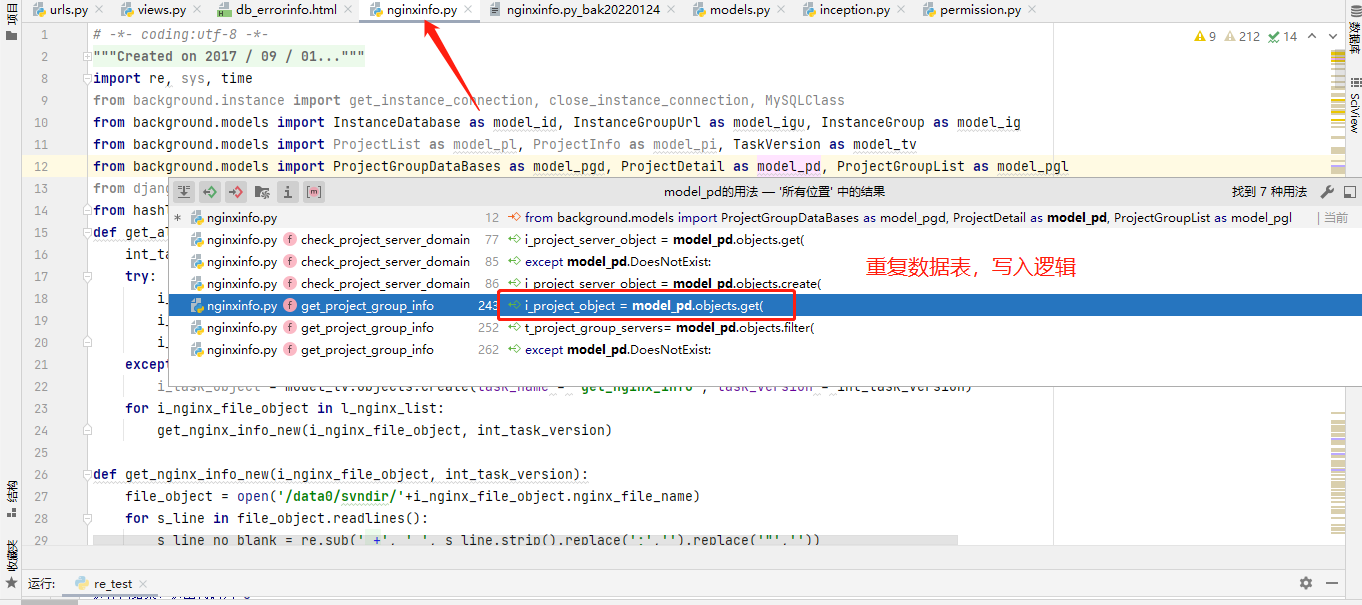 项目
urls.py
views.py
db_errorinfo.html
nginxinfo.py
nginxinfo.py_bak20220124
models.py
inception.py
permission.py
数据库
SciView
9
212
14
1 # -*- coding:utf-8 -*-
2 """Created on 2017 / 09 / 01..."""
8 import re, sys, time
9 from background.instance import get_instance_connection, close_instance_connection, MySQLClass
10 from background.models import InstanceDatabase as model_id, InstanceGroupUrl as model_igu, InstanceGroup as model_ig
11 from background.models import ProjectList as model_pl, ProjectInfo as model_pi, TaskVersion as model_tv
12 from background.models import ProjectGroupDataBases as model_pgd, ProjectDetail as model_pd, ProjectGroupList as model_pgl
13 from djan
14 from hash
15 def get_a
16 int_ta
17 try:
18 i_
19 i_
20 i_
21 except
model_pd的用法 — '所有位置' 中的结果
找到 7 种用法
* nginxinfo.py 12 from background.models import ProjectGroupDataBases as model_pgd, ProjectDetail as model_pd, ProjectGroupList as model_pgl 当前
nginxinfo.py f check_project_server_domain 77 i_project_server_object = model_pd.objects.get(
nginxinfo.py f check_project_server_domain 85 except model_pd.DoesNotExist:
nginxinfo.py f check_project_server_domain 86 i_project_server_object = model_pd.objects.create(
nginxinfo.py f get_project_group_info 243 i_project_object = model_pd.objects.get(
nginxinfo.py f get_project_group_info 252 t_project_group_servers= model_pd.objects.filter(
nginxinfo.py f get_project_group_info 262 except model_pd.DoesNotExist:
重复数据表，写入逻辑
22 i_task_object = model_tv.objects.create(task_name = 'get_nginx_info', task_version = int_task_version)
23 for i_nginx_file_object in l_nginx_list:
24 get_nginx_info_new(i_nginx_file_object, int_task_version)
25
26 def get_nginx_info_new(i_nginx_file_object, int_task_version):
27 file_object = open('/data0/svndir/'+i_nginx_file_object.nginx_file_name)
28 for s_line in file_object.readlines():
29 s_line_no_blank = re.sub(' +', ' ', s_line.strip().replace(';','').replace('"',''))
结构
收藏夹
运行:
re_test